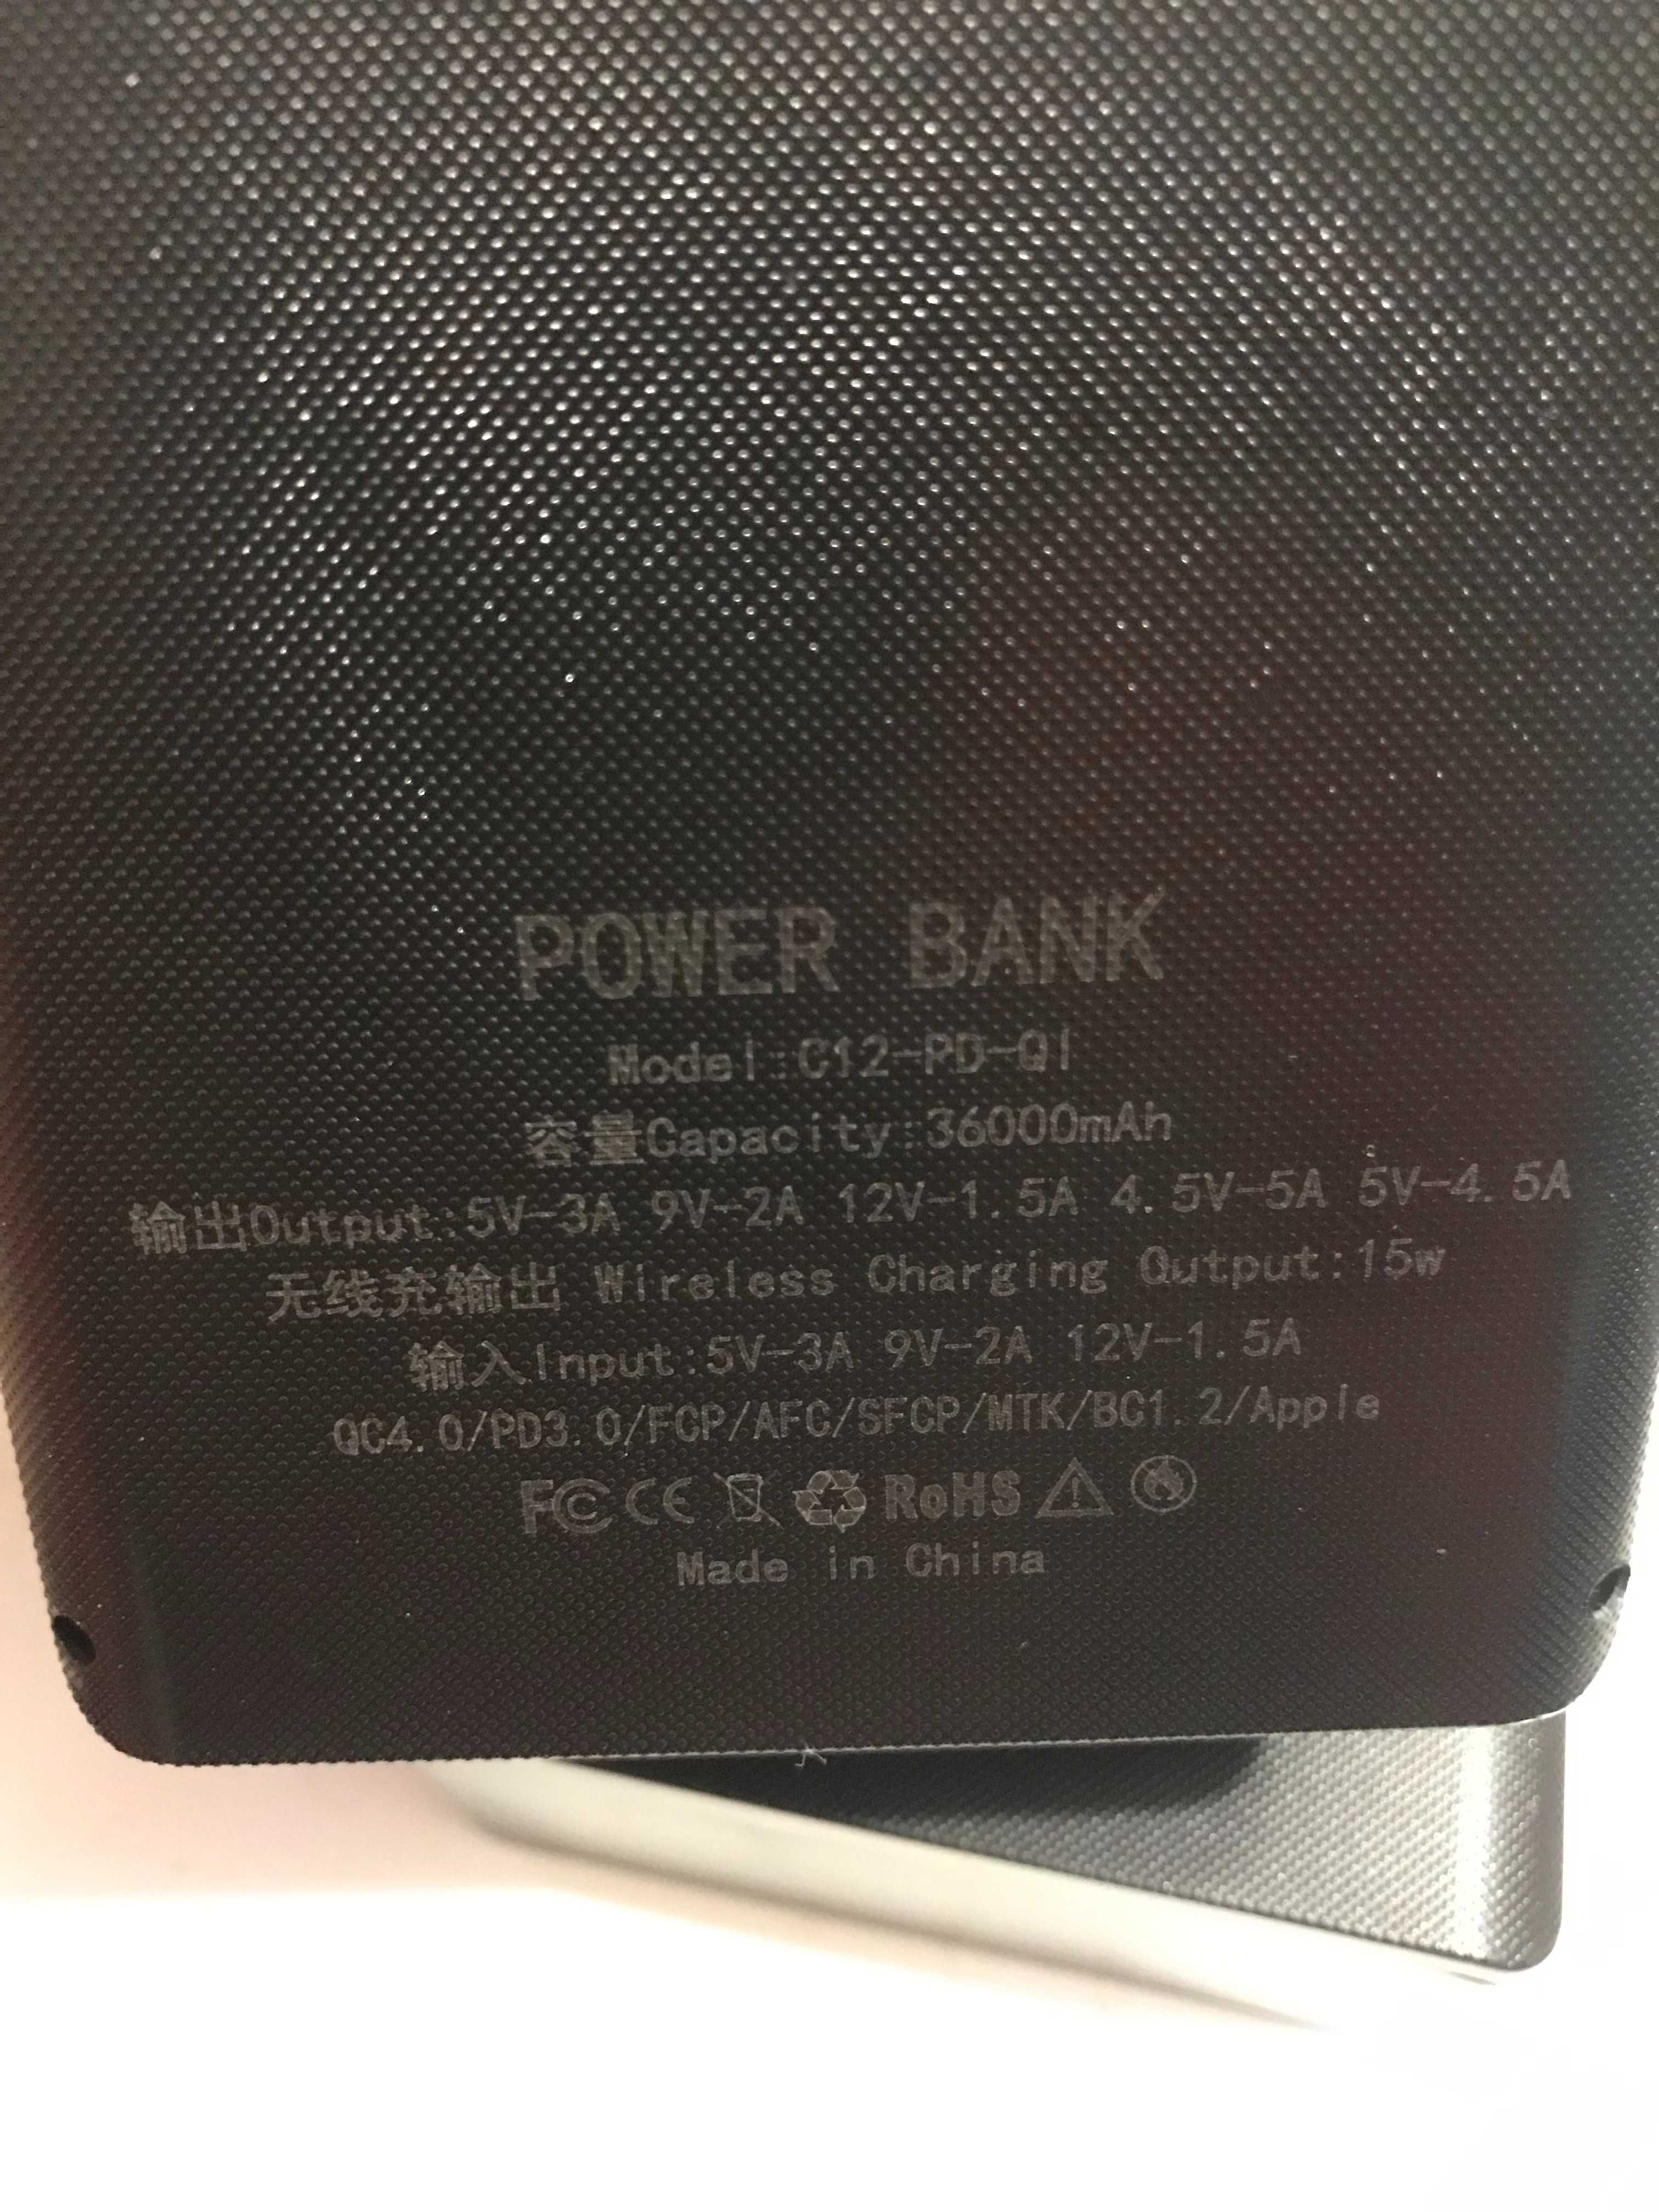 POWER BANK
Model:C12-PD-QI
容量Capacity:36000mAh
输出Output:5V-3A 9V-2A 12V-1.5A 4.5V-5A 5V-4.5A
无线充输出 Wireless Charging Output:15w
输入Input:5V-3A 9V-2A 12V-1.5A
QC4.0/PD3.0/FCP/AFC/SFCP/MTK/BC1.2/Apple
FC CE RoHS
Made in China